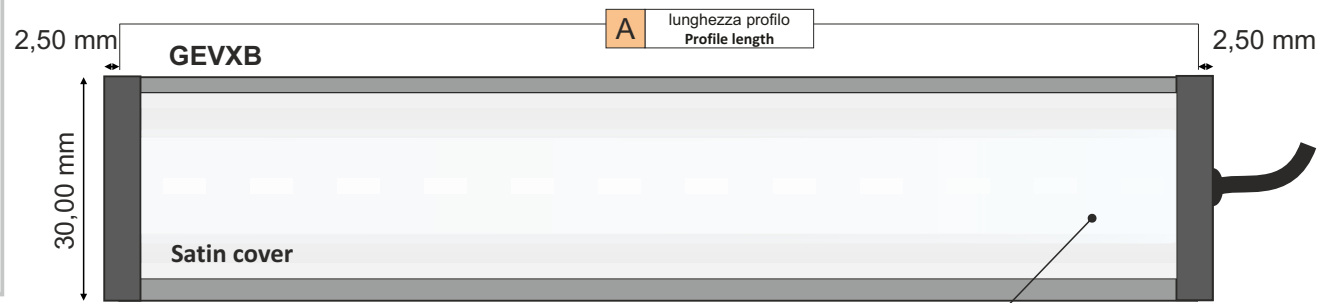 A
lunghezza profilo
Profile length
2,50 mm
2,50 mm
GEVXB
30,00 mm
Satin cover